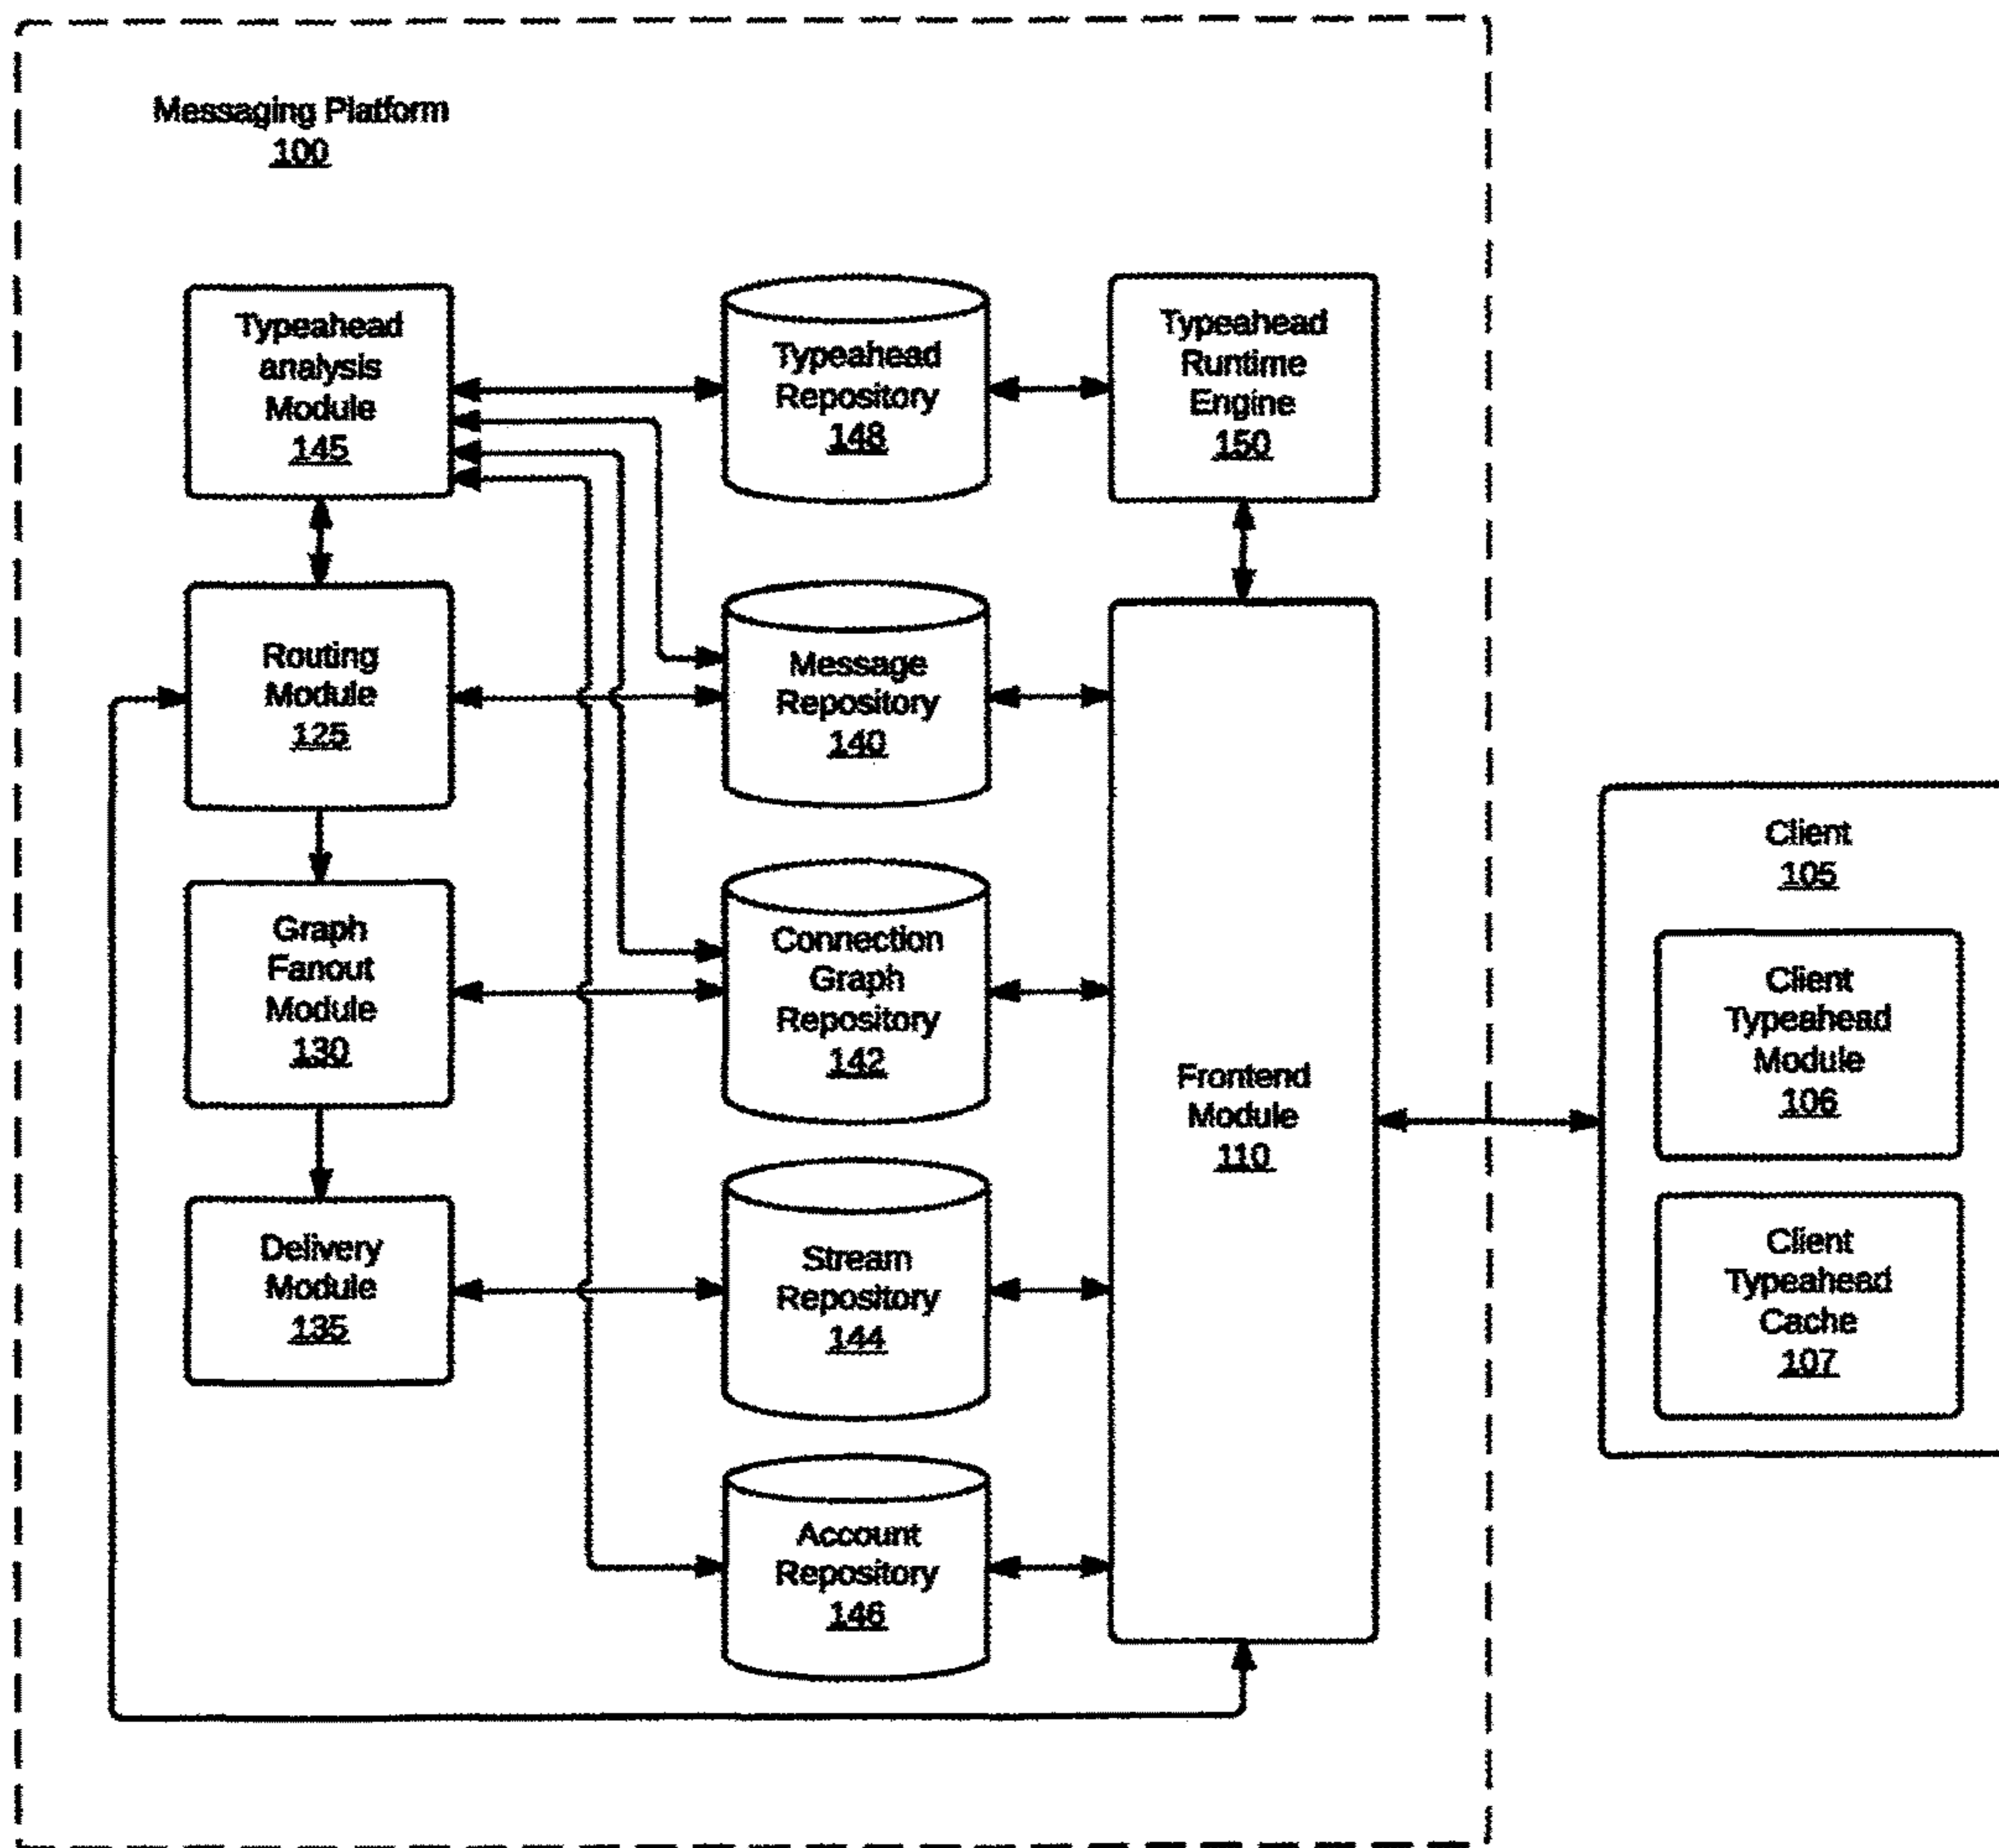 Messaging Platform
100
Typeahead
analysis
Module
145
Typeahead
Repository
148
Typeahead
Runtime
Engine
150
Routing
Module
125
Message
Repository
140
Graph
Fanout
Module
130
Connection
Graph
Repository
142
Frontend
Module
110
Delivery
Module
135
Stream
Repository
144
Account
Repository
146
Client
105
Client
Typeahead
Module
106
Client
Typeahead
Cache
107